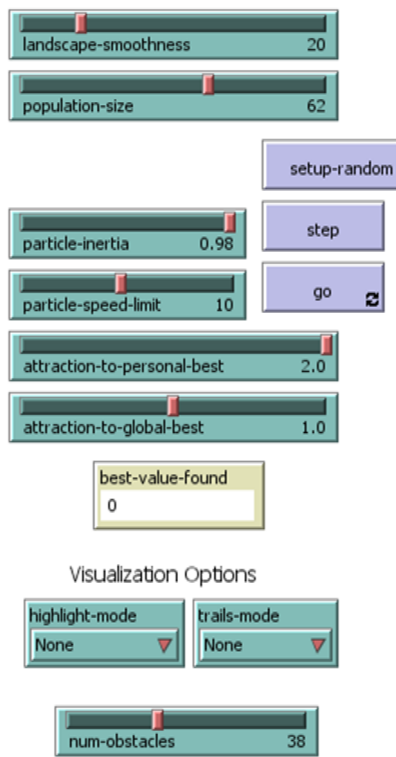 landscape-smoothness 20
population-size 62
setup-random
particle-inertia 0.98
step
particle-speed-limit 10
go
attraction-to-personal-best 2.0
attraction-to-global-best 1.0
best-value-found
0
Visualization Options
highlight-mode trails-mode
None None
num-obstacles 38